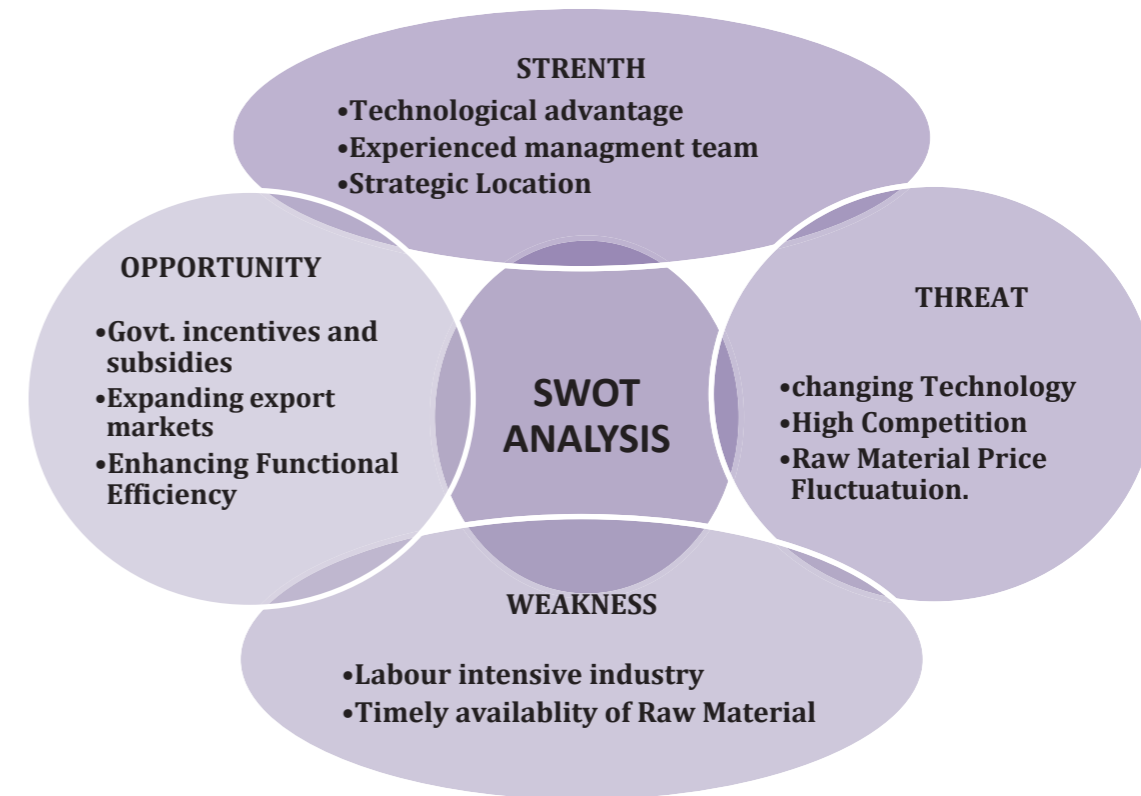 STRENTH
•Technological advantage
•Experienced managment team
•Strategic Location
OPPORTUNITY
•Govt. incentives and
subsidies
•Expanding export
markets
•Enhancing Functional
Efficiency
SWOT
ANALYSIS
THREAT
•changing Technology
•High Competition
•Raw Material Price
Fluctuatuion.
WEAKNESS
•Labour intensive industry
•Timely availablity of Raw Material